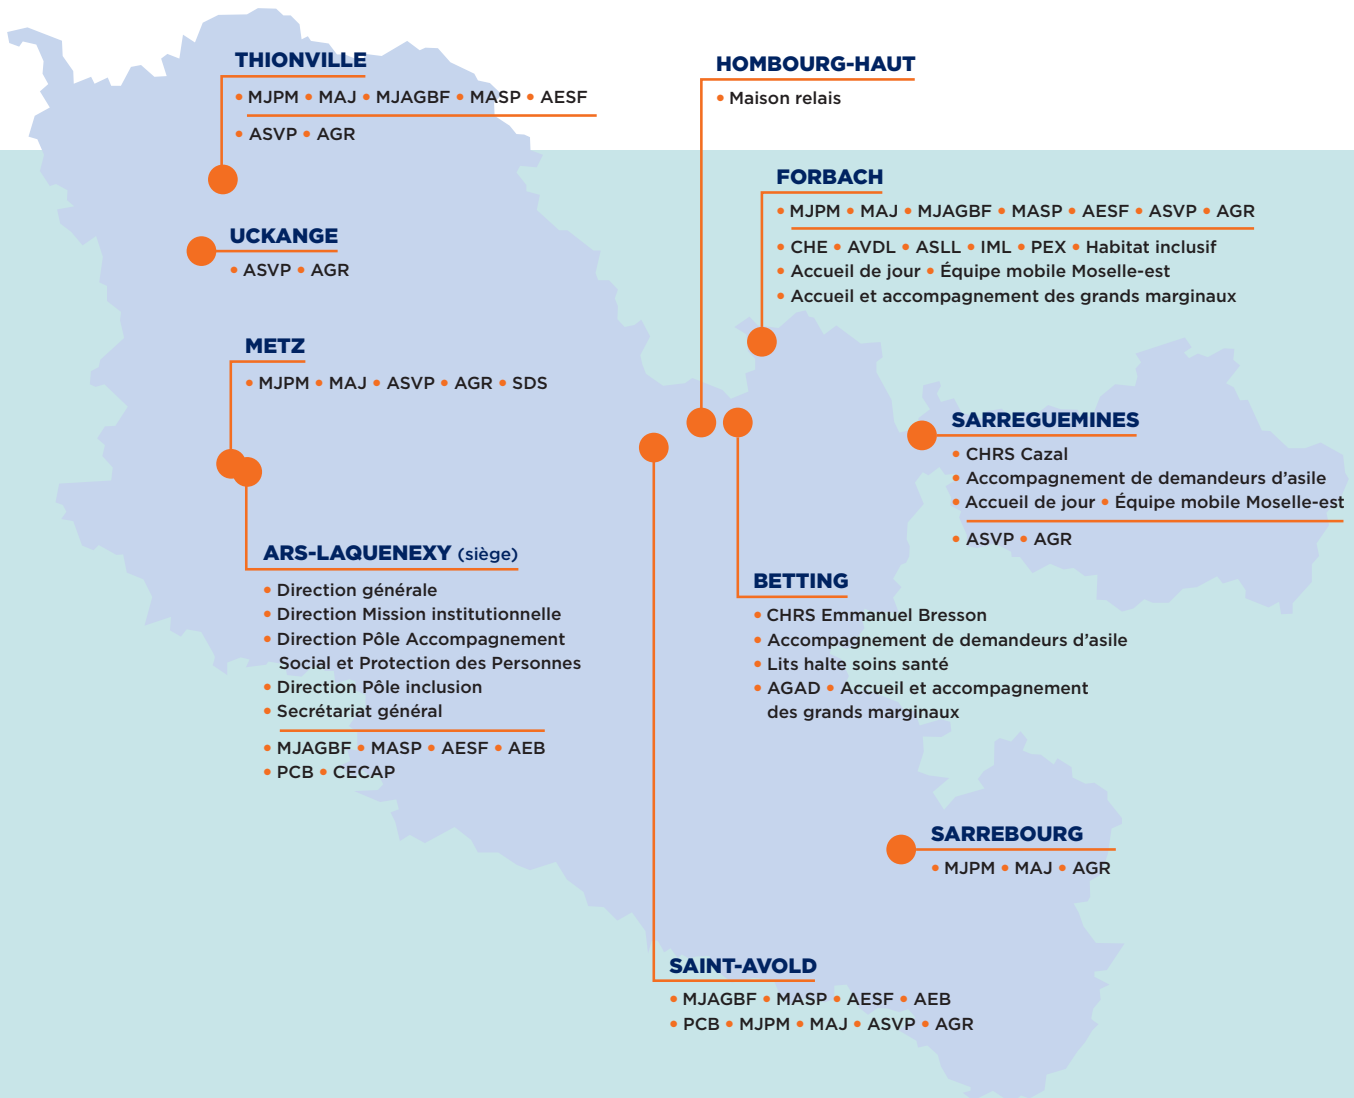 THIONVILLE
• MJPM • MAJ • MJAGBF • MASP • AESF
• ASVP • AGR
UCKANGE
• ASVP • AGR
METZ
• MJPM • MAJ • ASVP • AGR • SDS
ARS-LAQUENEXY (siège)
• Direction générale
• Direction Mission institutionnelle
• Direction Pôle Accompagnement
Social et Protection des Personnes
• Direction Pôle inclusion
• Secrétariat général
• MJAGBF • MASP • AESF • AEB
• PCB • CECAP
HOMBOURG-HAUT
• Maison relais
FORBACH
• MJPM • MAJ • MJAGBF • MASP • AESF • ASVP • AGR
• CHE • AVDL • ASLL • IML • PEX • Habitat inclusif
• Accueil de jour • Équipe mobile Moselle-est
• Accueil et accompagnement des grands marginaux
SARREGUEMINES
• CHRS Cazal
• Accompagnement de demandeurs d’asile
• Accueil de jour • Équipe mobile Moselle-est
• ASVP • AGR
BETTING
• CHRS Emmanuel Bresson
• Accompagnement de demandeurs d’asile
• Lits halte soins santé
• AGAD • Accueil et accompagnement
des grands marginaux
SARREBOURG
• MJPM • MAJ • AGR
SAINT-AVOLD
• MJAGBF • MASP • AESF • AEB
• PCB • MJPM • MAJ • ASVP • AGR